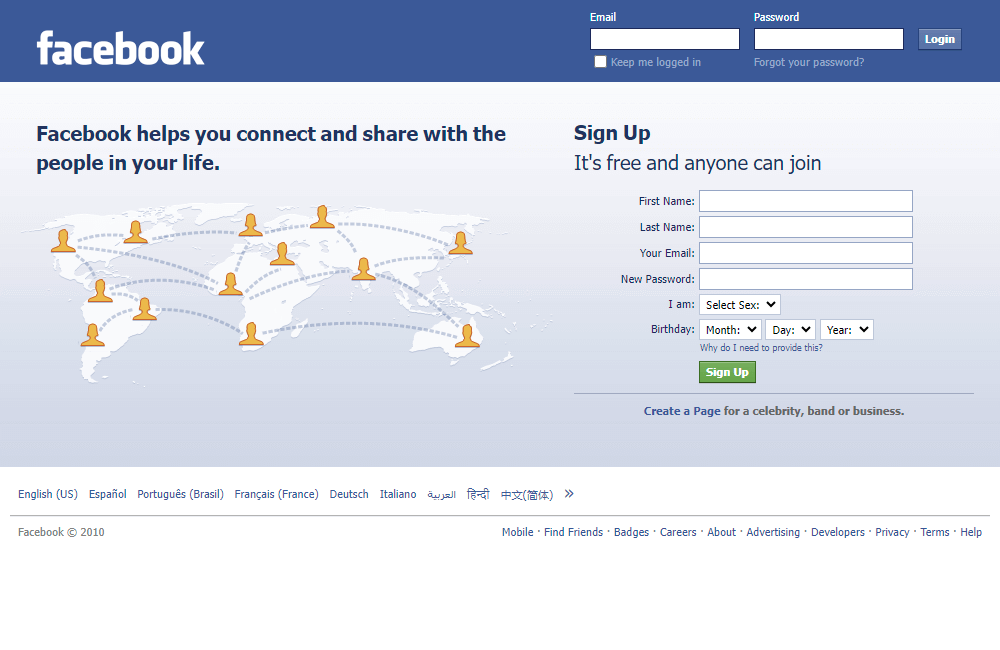 facebook
Email
Password
Login
Keep me logged in
Forgot your password?
Facebook helps you connect and share with the
people in your life.
Sign Up
It's free and anyone can join
First Name:
Last Name:
Your Email:
New Password:
I am: Select Sex:
Birthday: Month: Day: Year:
Why do I need to provide this?
Sign Up
Create a Page for a celebrity, band or business.
English (US) Español Português (Brasil) Français (France) Deutsch Italiano العربية हिन्दी 中文(简体) »
Facebook © 2010
Mobile · Find Friends · Badges · Careers · About · Advertising · Developers · Privacy · Terms · Help